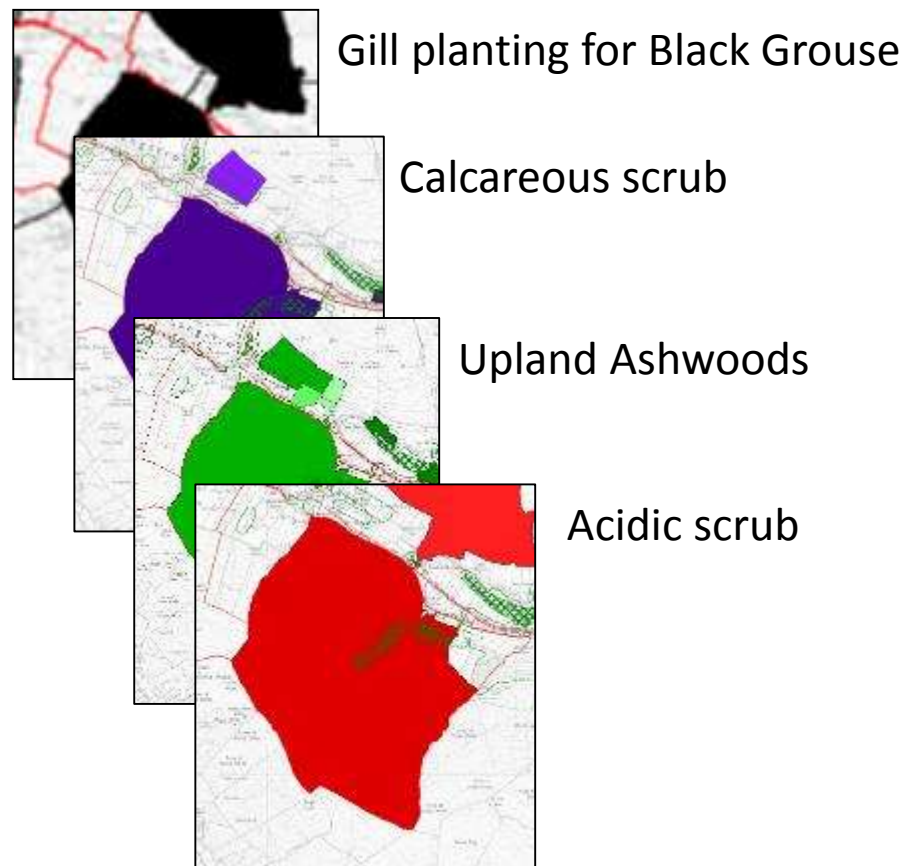 Gill planting for Black Grouse
Calcareous scrub
Upland Ashwoods
Acidic scrub